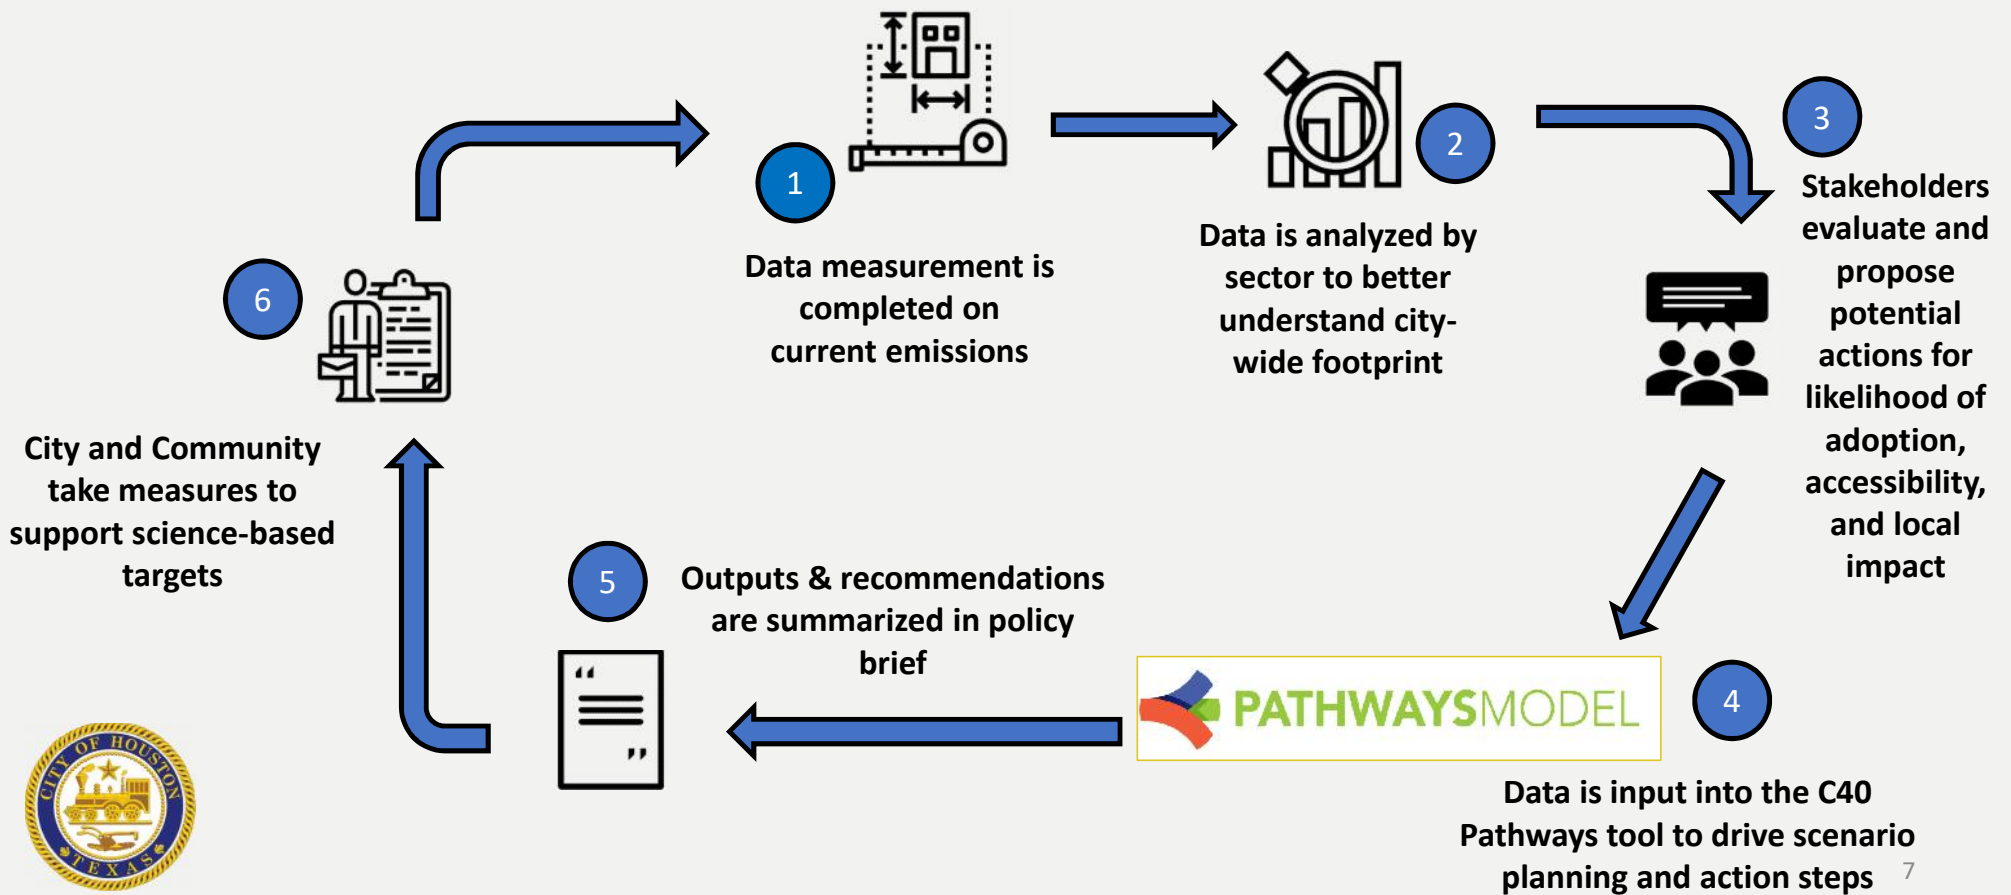 1
Data measurement is
completed on
current emissions
2
Data is analyzed by
sector to better
understand city-
wide footprint
3
Stakeholders
evaluate and
propose
potential
actions for
likelihood of
adoption,
accessibility,
and local
impact
PATHWAYSMODEL
4
Data is input into the C40
Pathways tool to drive scenario
planning and action steps
5
Outputs & recommendations
are summarized in policy
brief
“
”
6
City and Community
take measures to
support science-based
targets
CITY OF HOUSTON
TEXAS
7